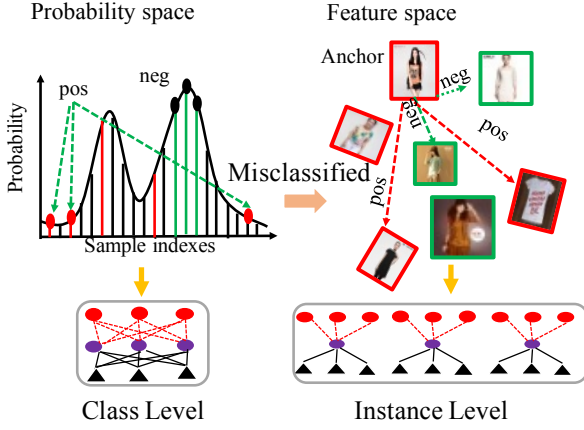 Probability space
Feature space
Anchor
pos
neg
neg
neg
pos
pos
Probability
Misclassified
Sample indexes
Class Level
Instance Level